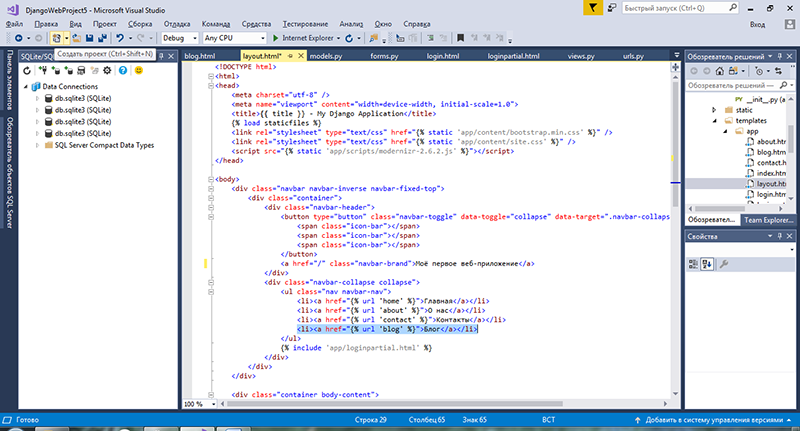 DjangoWebProject5 - Microsoft Visual Studio
Быстрый запуск (Ctrl+Q)
Файл Правка Вид Проект Сборка Отладка Команда Сервис Тест Анализ Окно Справка
Вход
Debug Any CPU Internet Explorer
Создать проект (Ctrl+Shift+N)
Панель элементов
Обозреватель объектов SQL Server
SQLite/SQL
Data Connections
db.sqlite3 (SQLite)
db.sqlite3 (SQLite)
db.sqlite3 (SQLite)
db.sqlite3 (SQLite)
SQL Server Compact Data Types
blog.html layout.html* models.py forms.py login.html loginpartial.html views.py urls.py
<!DOCTYPE html>
<html>
<head>
<meta charset="utf-8" />
<meta name="viewport" content="width=device-width, initial-scale=1.0">
<title>{{ title }} - My Django Application</title>
{% load staticfiles %}
<link rel="stylesheet" type="text/css" href="{% static 'app/content/bootstrap.min.css' %}" />
<link rel="stylesheet" type="text/css" href="{% static 'app/content/site.css' %}" />
<script src="{% static 'app/scripts/modernizr-2.6.2.js' %}"></script>
</head>
<body>
<div class="navbar navbar-inverse navbar-fixed-top">
<div class="container">
<div class="navbar-header">
<button type="button" class="navbar-toggle" data-toggle="collapse" data-target=".navbar-collaps
<span class="icon-bar"></span>
<span class="icon-bar"></span>
<span class="icon-bar"></span>
</button>
<a href="/" class="navbar-brand">Моё первое веб-приложение</a>
</div>
<div class="navbar-collapse collapse">
<ul class="nav navbar-nav">
<li><a href="{% url 'home' %}">Главная</a></li>
<li><a href="{% url 'about' %}">О нас</a></li>
<li><a href="{% url 'contact' %}">Контакты</a></li>
<li><a href="{% url 'blog' %}">Блог</a></li>
</ul>
{% include 'app/loginpartial.html' %}
</div>
</div>
</div>
<div class="container body-content">
100 %
Обозреватель решений
__init__.py
static
templates
app
about.htm
blog.htm
contact.h
index.htm
layout.ht
login.htm
Обозревател... Team Explorer...
Свойства
Готово Строка 29 Столбец 65 Знак 65 ВСТ Добавить в систему управления версиями